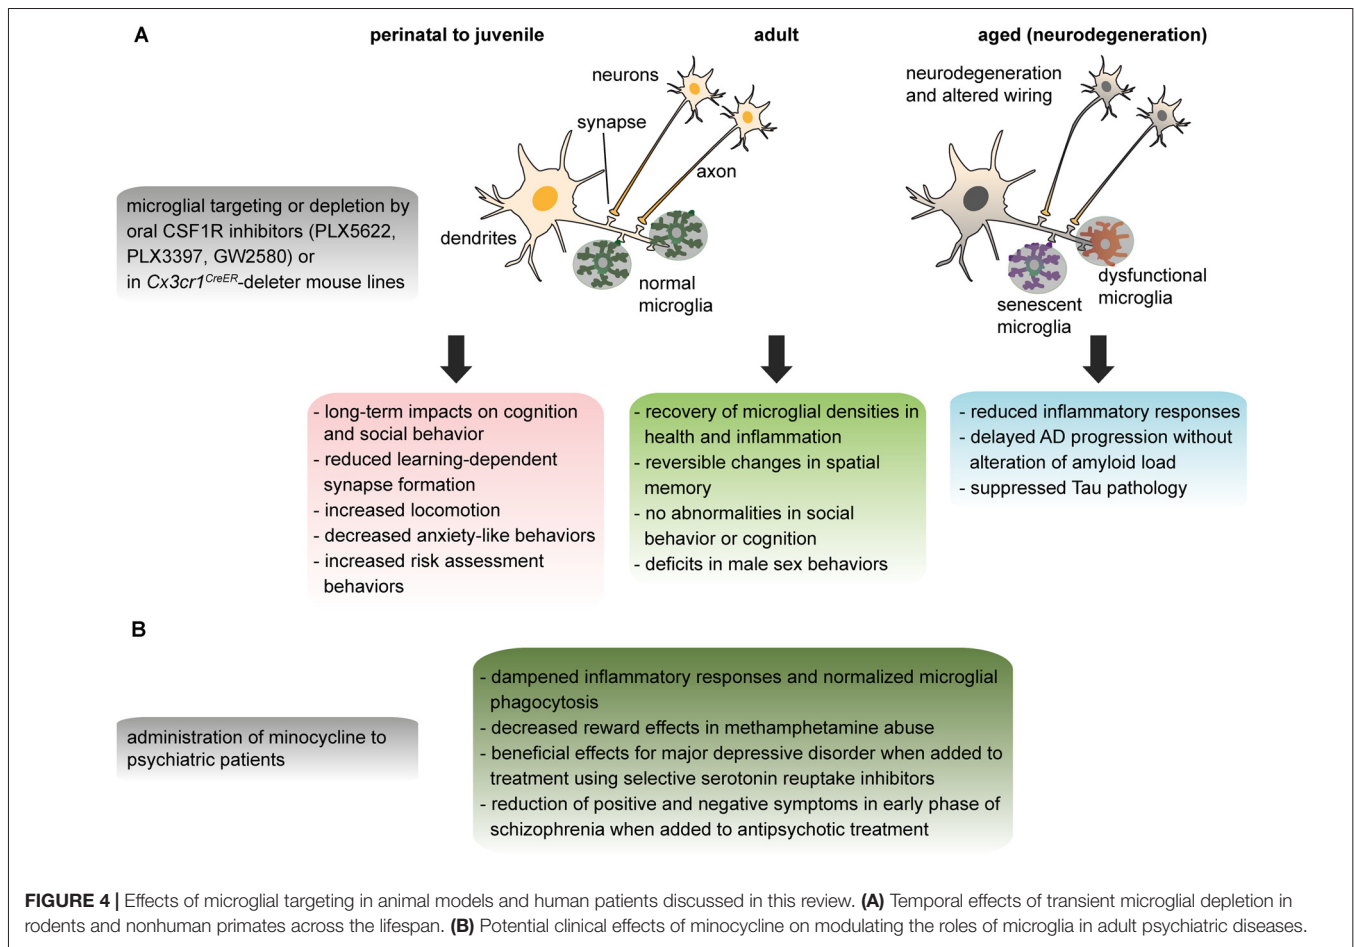 A
perinatal to juvenile
adult
aged (neurodegeneration)
neurons
synapse
axon
dendrites
normal
microglia
neurodegeneration
and altered wiring
dysfunctional
microglia
senescent
microglia
microglial targeting or depletion by
oral CSF1R inhibitors (PLX5622,
PLX3397, GW2580) or
in Cx3cr1CreER-deleter mouse lines
- long-term impacts on cognition
and social behavior
- reduced learning-dependent
synapse formation
- increased locomotion
- decreased anxiety-like behaviors
- increased risk assessment
behaviors
- recovery of microglial densities in
health and inflammation
- reversible changes in spatial
memory
- no abnormalities in social
behavior or cognition
- deficits in male sex behaviors
- reduced inflammatory responses
- delayed AD progression without
alteration of amyloid load
- suppressed Tau pathology
B
administration of minocycline to
psychiatric patients
- dampened inflammatory responses and normalized microglial
phagocytosis
- decreased reward effects in methamphetamine abuse
- beneficial effects for major depressive disorder when added to
treatment using selective serotonin reuptake inhibitors
- reduction of positive and negative symptoms in early phase of
schizophrenia when added to antipsychotic treatment
FIGURE 4 | Effects of microglial targeting in animal models and human patients discussed in this review. (A) Temporal effects of transient microglial depletion in
rodents and nonhuman primates across the lifespan. (B) Potential clinical effects of minocycline on modulating the roles of microglia in adult psychiatric diseases.